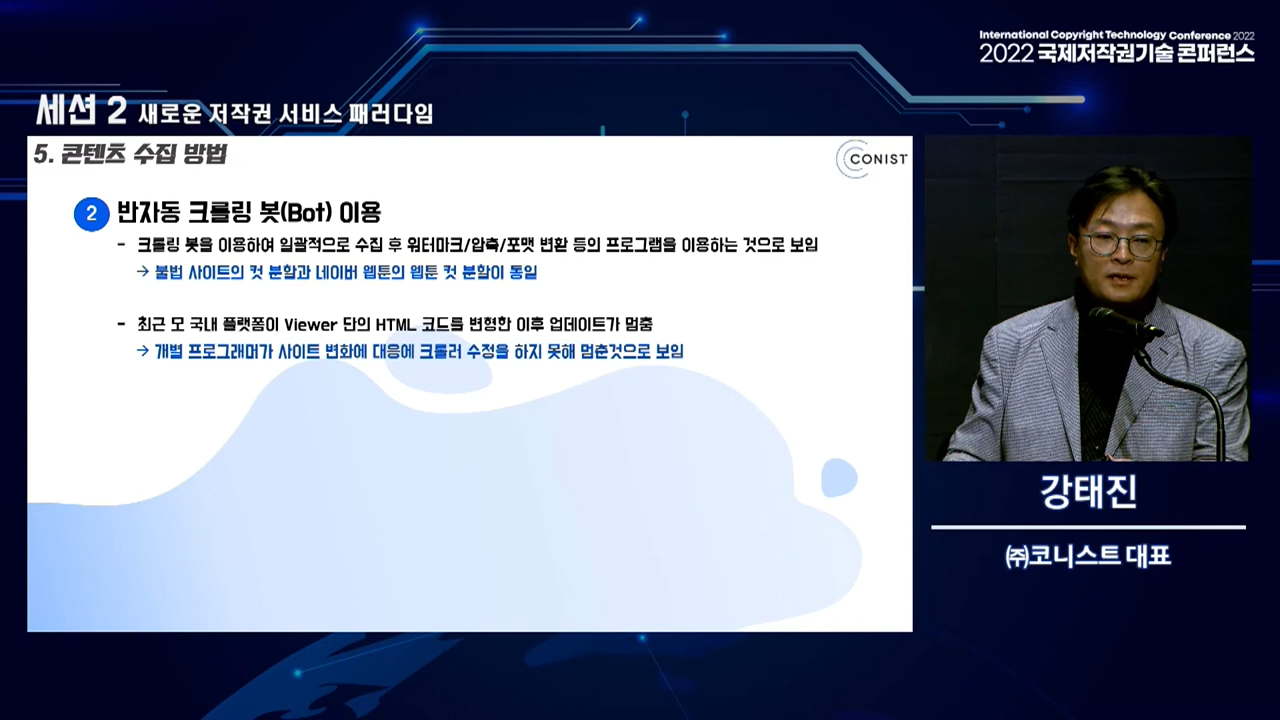 International Copyright Technology Conference 2022
2022 국제저작권기술 콘퍼런스
세션 2 새로운 저작권 서비스 패러다임
5. 콘텐츠 수집 방법
CONIST
2 반자동 크롤링 봇(Bot) 이용
- 크롤링 봇을 이용하여 일괄적으로 수집 후 워터마크/압축/포맷 변환 등의 프로그램을 이용하는 것으로 보임
→ 불법 사이트의 컷 분할과 네이버 웹툰의 웹툰 컷 분할이 동일
- 최근 모 국내 플랫폼이 Viewer 단의 HTML 코드를 변형한 이후 업데이트가 멈춤
→ 개별 프로그래머가 사이트 변화에 대응에 크롤러 수정을 하지 못해 멈춘것으로 보임
강태진
㈜코니스트 대표